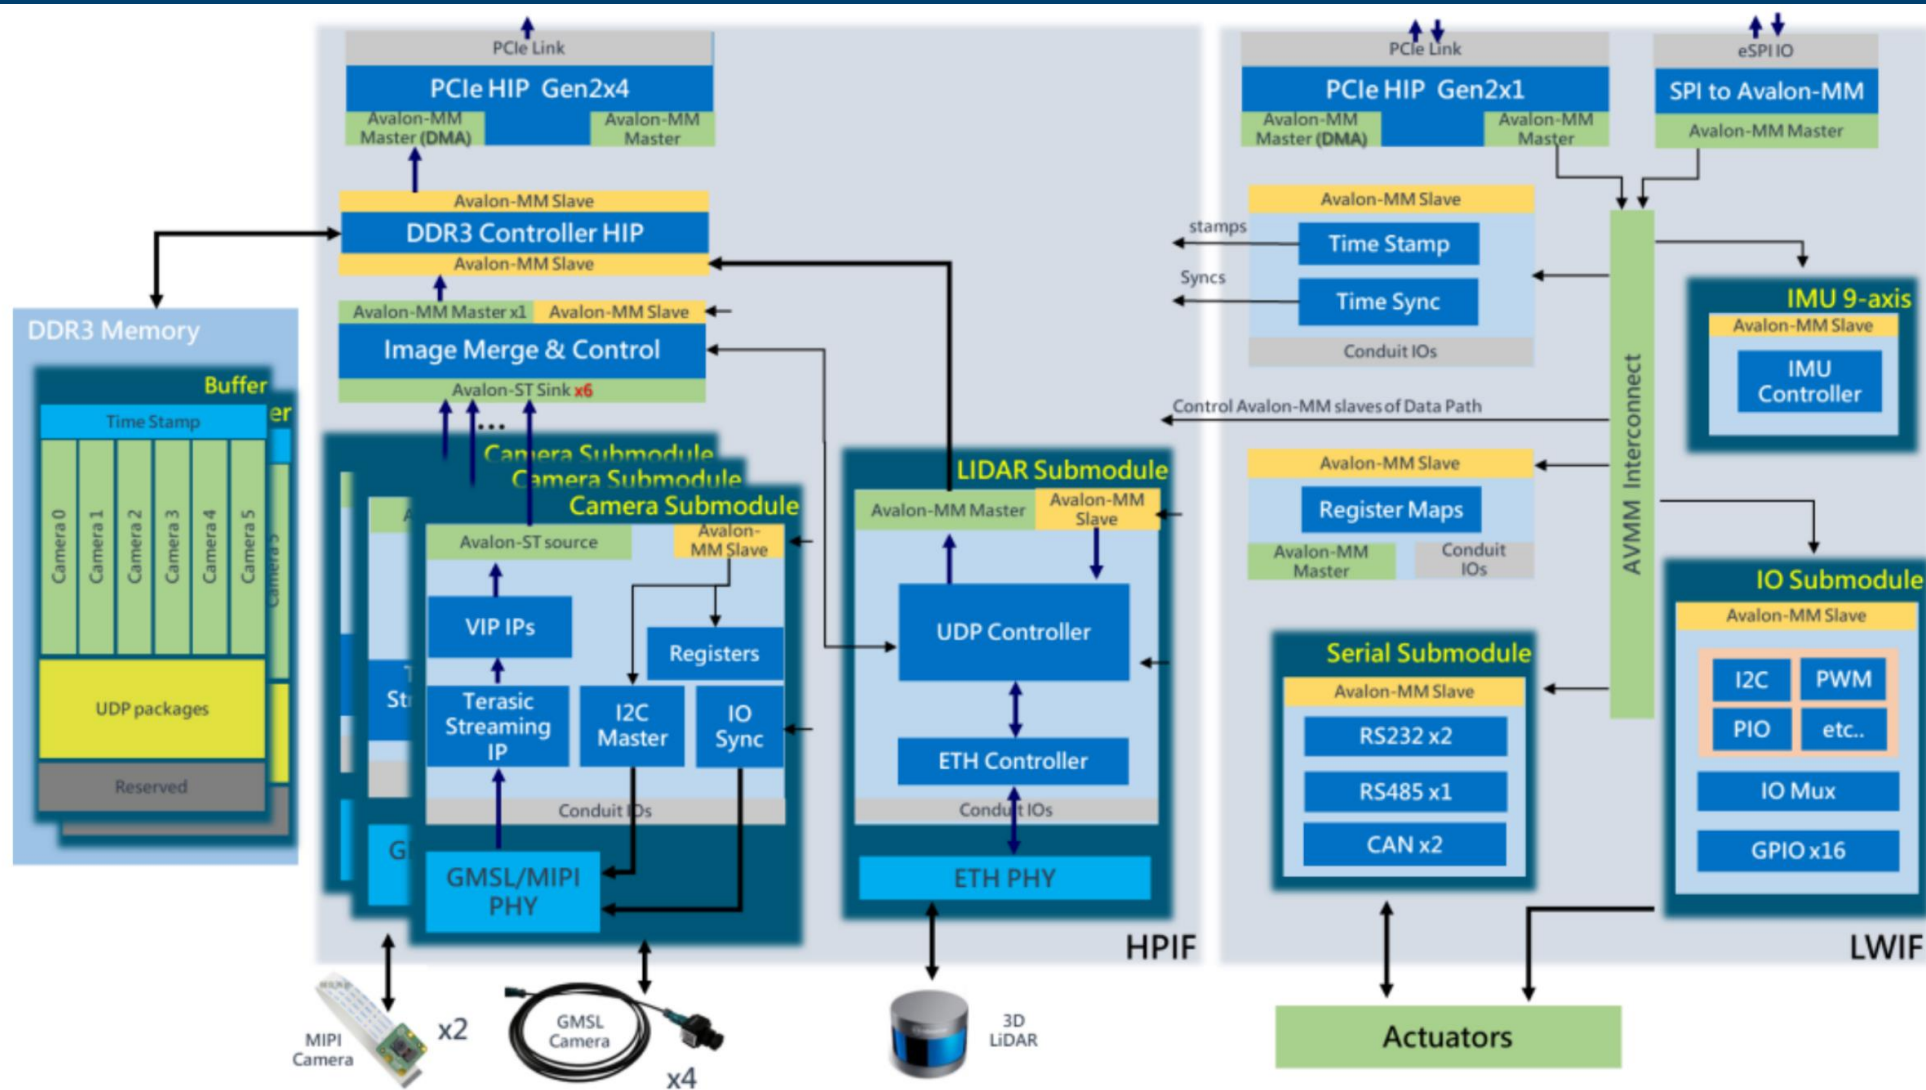 PCIe Link
PCIe HIP Gen2x4
Avalon-MM
Master (DMA)
Avalon-MM
Master
Avalon-MM Slave
DDR3 Controller HIP
Avalon-MM Slave
Avalon-MM Master x1
Avalon-MM Slave
Image Merge & Control
Avalon-ST Sink x6
...
DDR3 Memory
Buffer
er
Time Stamp
Camera 0
Camera 1
Camera 2
Camera 3
Camera 4
Camera 5
Camera 5
UDP packages
Reserved
Camera Submodule
Camera Submodule
Camera Submodule
A
T
Str
GI
Avalon-ST source
Avalon-
MM Slave
VIP IPs
Registers
Terasic
Streaming
IP
I2C
Master
IO
Sync
Conduit IOs
GMSL/MIPI
PHY
LIDAR Submodule
Avalon-MM Master
Avalon-MM
Slave
UDP Controller
ETH Controller
Conduit IOs
ETH PHY
HPIF
MIPI
Camera
x2
GMSL
Camera
x4
3D
LiDAR
PCIe Link
PCIe HIP Gen2x1
Avalon-MM
Master (DMA)
Avalon-MM
Master
eSPI IO
SPI to Avalon-MM
Avalon-MM Master
Avalon-MM Slave
stamps
Time Stamp
Syncs
Time Sync
Conduit IOs
Control Avalon-MM slaves of Data Path
Avalon-MM Slave
Register Maps
Avalon-MM
Master
Conduit
IOs
AVMM Interconnect
IMU 9-axis
Avalon-MM Slave
IMU
Controller
Serial Submodule
Avalon-MM Slave
RS232 x2
RS485 x1
CAN x2
IO Submodule
Avalon-MM Slave
I2C
PWM
PIO
etc..
IO Mux
GPIO x16
LWIF
Actuators